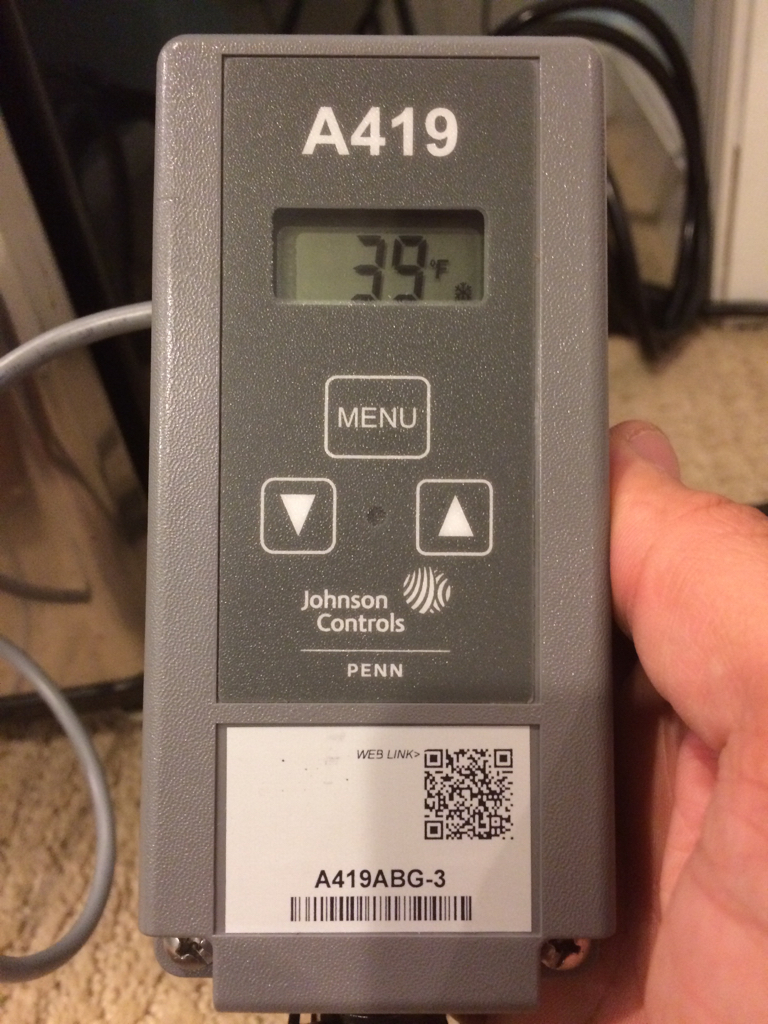 A419
39 °F
MENU
Johnson
Controls
PENN
WEB LINK>
A419ABG-3